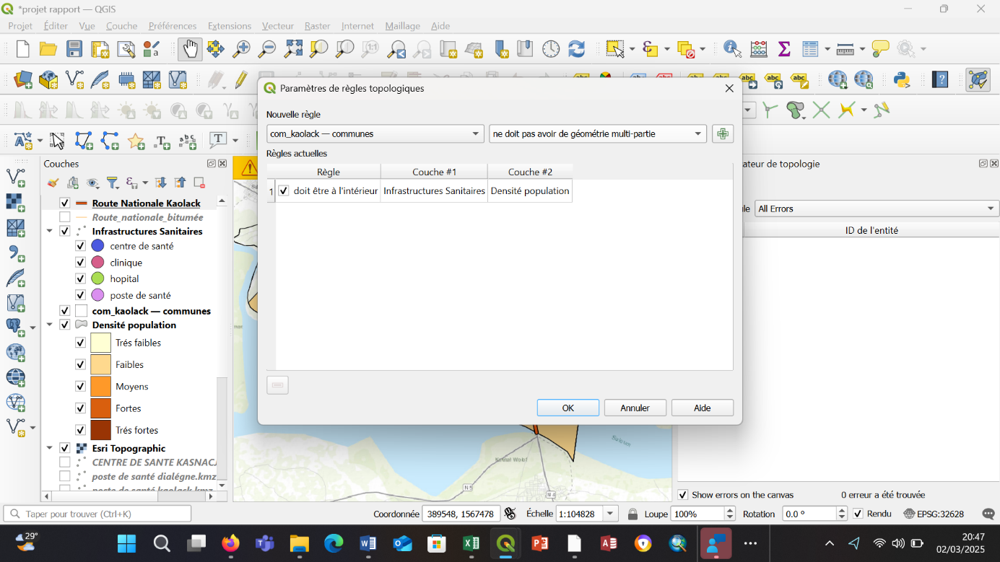 *projet rapport — QGIS
Projet Éditer Vue Couche Préférences Extensions Vecteur Raster Internet Maillage Aide
Paramètres de règles topologiques
Nouvelle règle
com_kaolack — communes
ne doit pas avoir de géométrie multi-partie
Règles actuelles
Règle Couche #1 Couche #2
1 doit être à l'intérieur Infrastructures Sanitaires Densité population
OK Annuler Aide
Couches
Route Nationale Kaolack
Route_nationale_bitumée
Infrastructures Sanitaires
centre de santé
clinique
hopital
poste de santé
com_kaolack — communes
Densité population
Trés faibles
Faibles
Moyens
Fortes
Trés fortes
Esri Topographic
CENTRE DE SANTE KASNAC
poste de santé dialégne.kmz
poste de santé kaolack.kmz
ateur de topologie
le All Errors
ID de l'entité
Kahnat Wolof
Saloum
N 5
N 4
Show errors on the canvas 0 erreur a été trouvée
Taper pour trouver (Ctrl+K)
Coordonnée 389548, 1567478 Échelle 1:104828 Loupe 100% Rotation 0.0 ° Rendu EPSG:32628
29°
20:47
02/03/2025